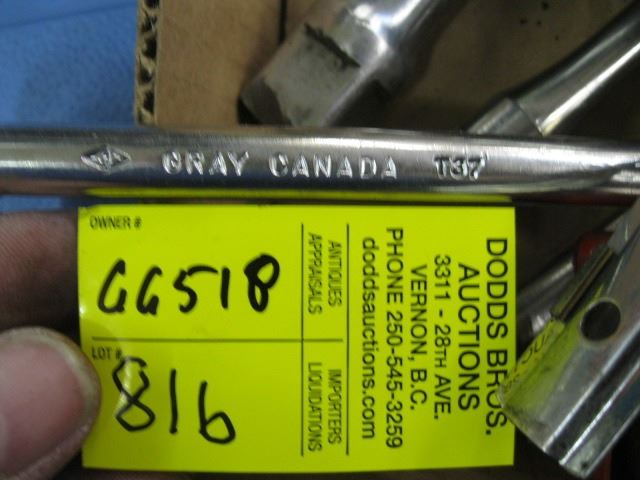 GRAY CANADA T37
OWNER #
GG518
LOT #
816
ANTIQUES
APPRAISALS
IMPORTERS
LIQUIDATIONS
DODDS BROS.
AUCTIONS
3311 - 28TH AVE.
VERNON, B.C.
PHONE 250-545-3259
doddsauctions.com